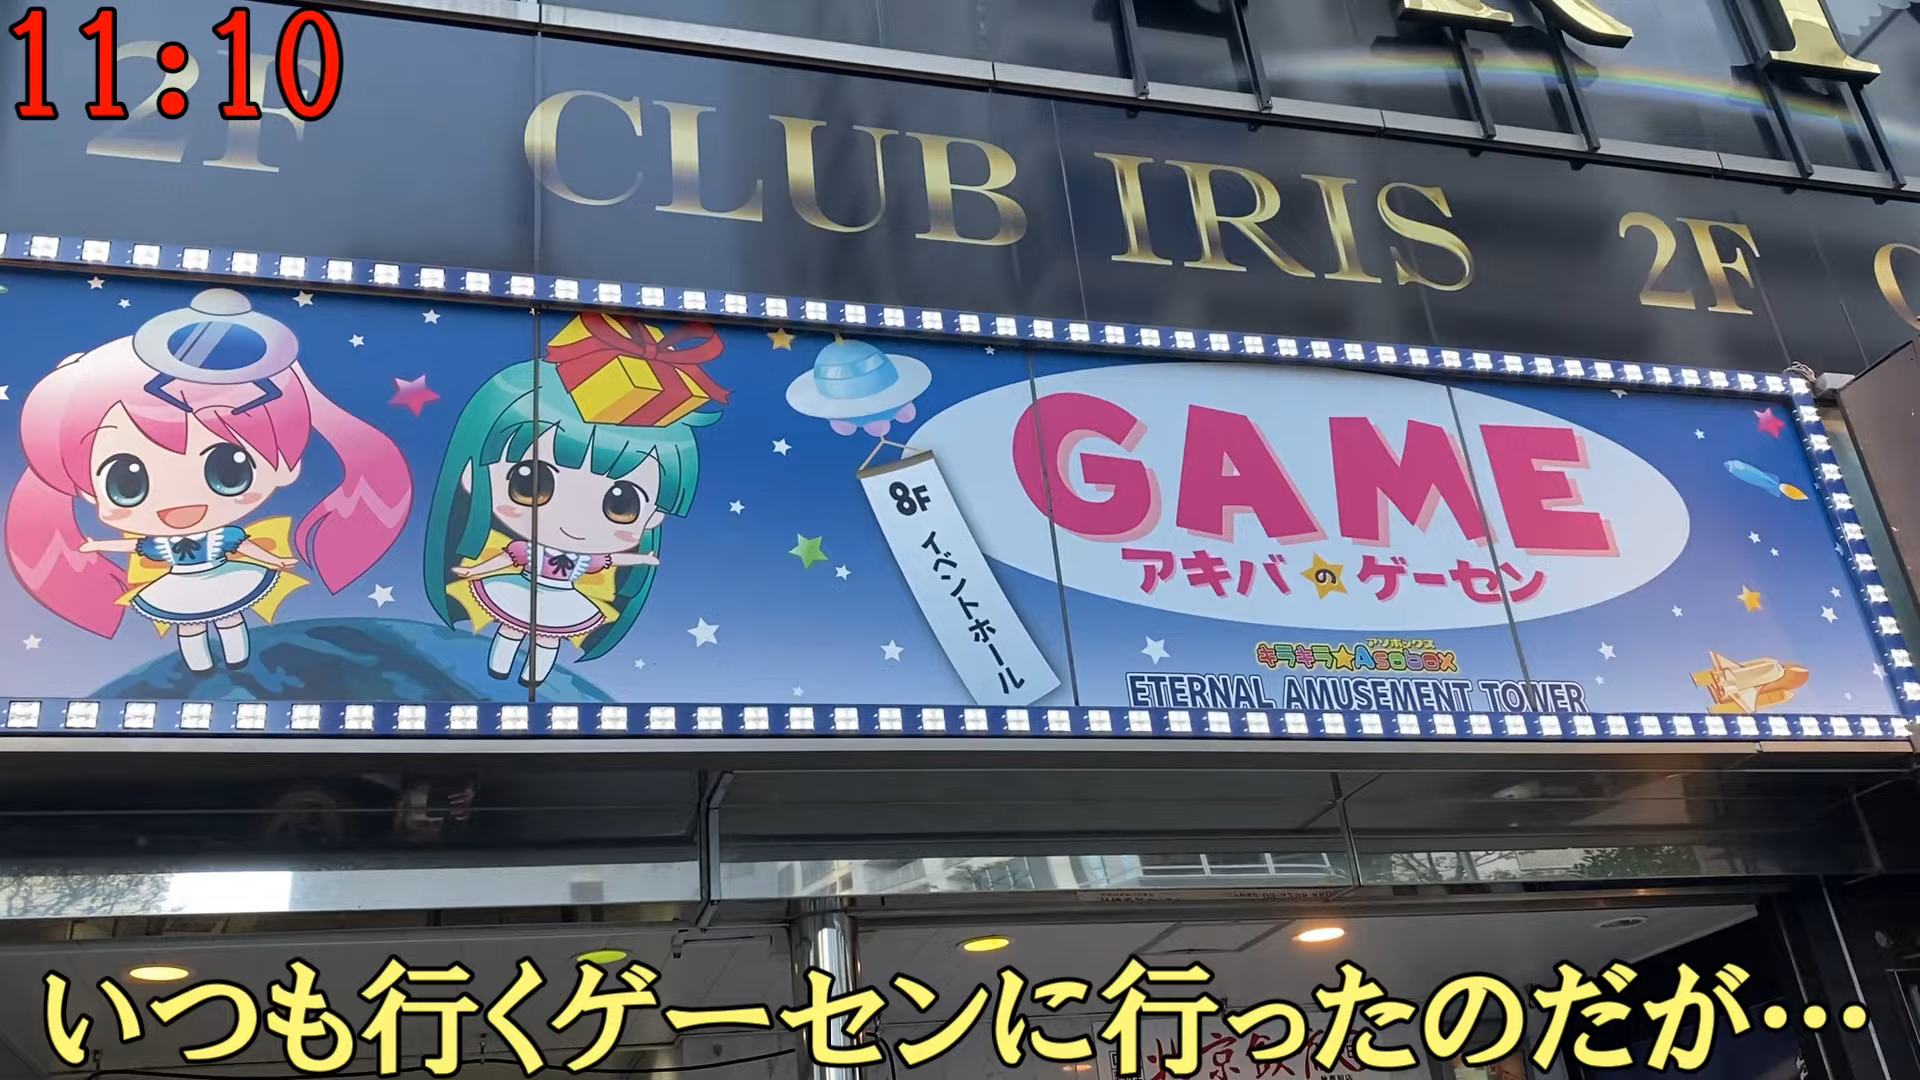 11:10
2F CLUB IRIS 2F
GAME
アキバのゲーセン
8F イベントホール
アソボックス
キラキラ★Asobox
ETERNAL AMUSEMENT TOWER
いつも行くゲーセンに行ったのだが…